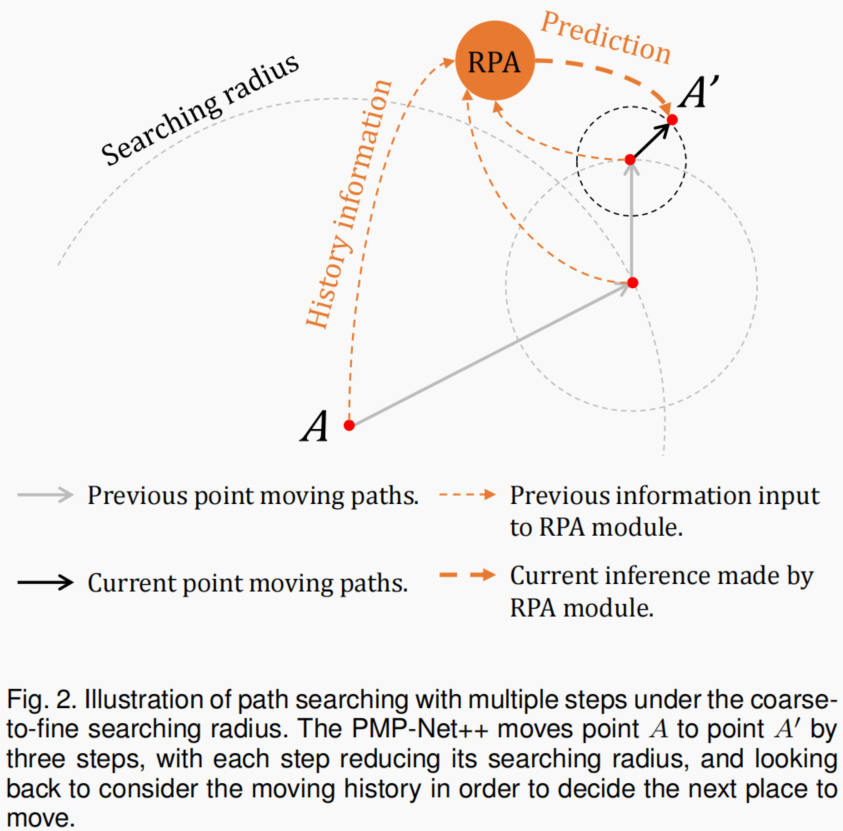 Prediction
RPA
A′
Searching radius
History information
A
Previous point moving paths.
Previous information input
to RPA module.
Current point moving paths.
Current inference made by
RPA module.
Fig. 2. Illustration of path searching with multiple steps under the coarse-
to-fine searching radius. The PMP-Net++ moves point A to point A′ by
three steps, with each step reducing its searching radius, and looking
back to consider the moving history in order to decide the next place to
move.